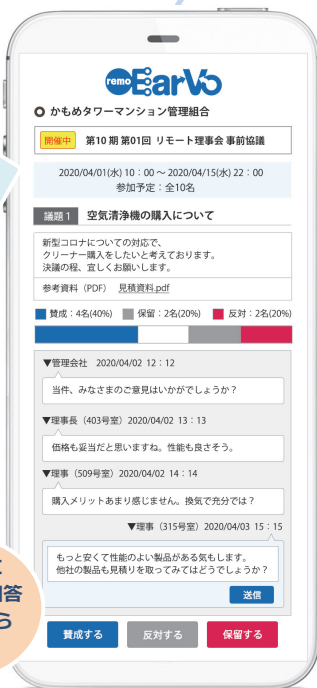 remo EarVo
かもめタワーマンション管理組合
開催中 第10期 第01回 リモート理事会 事前協議
2020/04/01(水) 10：00 ～ 2020/04/15(水) 22：00
参加予定：全10名
議題1 空気清浄機の購入について
新型コロナについての対応で、
クリーナー購入をしたいと考えております。
決議の程、宜しくお願いします。
参考資料（PDF） 見積資料.pdf
賛成：4名(40%) 保留：2名(20%) 反対：2名(20%)
▼管理会社 2020/04/02 12：12
当件、みなさまのご意見はいかがでしょうか？
▼理事長（403号室）2020/04/02 13：13
価格も妥当だと思いますね。性能も良さそう。
▼理事（509号室）2020/04/02 14：14
購入メリットあまり感じません。換気で充分では？
▼理事（315号室）2020/04/03 15：15
もっと安くて性能のよい製品がある気もします。
他社の製品も見積りを取ってみてはどうでしょうか？
送信
賛成する 反対する 保留する
答
ら